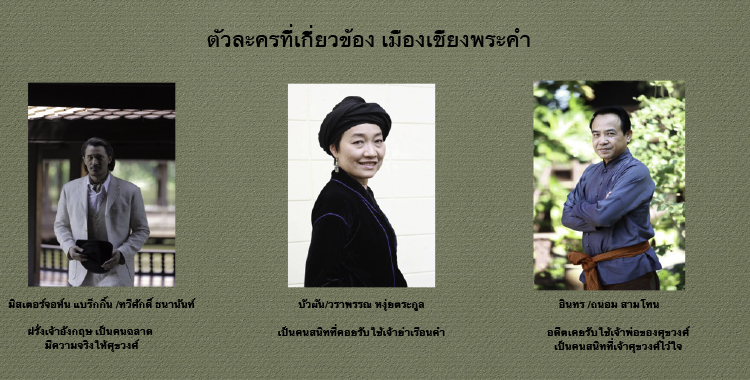 ตัวละครที่เกี่ยวข้อง เมืองเชียงพระคำ
มิสเตอร์จอห์น แบรีกกิ้น /ทวีศักดิ์ ธนานันท์
บัวผัน/วราพรรณ หงุ่ยตระกูล
อินทร /ถนอม สามโทน
ฝรั่งเจ้าอังกฤษ เป็นคนฉลาด
มีความจริงให้ศุขวงศ์
เป็นคนสนิทที่คอยรับใช้เจ้าย่าเรือนคำ
อดีตเคยรับใช้เจ้าพ่อของศุขวงศ์
เป็นคนสนิทที่เจ้าศุขวงศ์ไว้ใจ